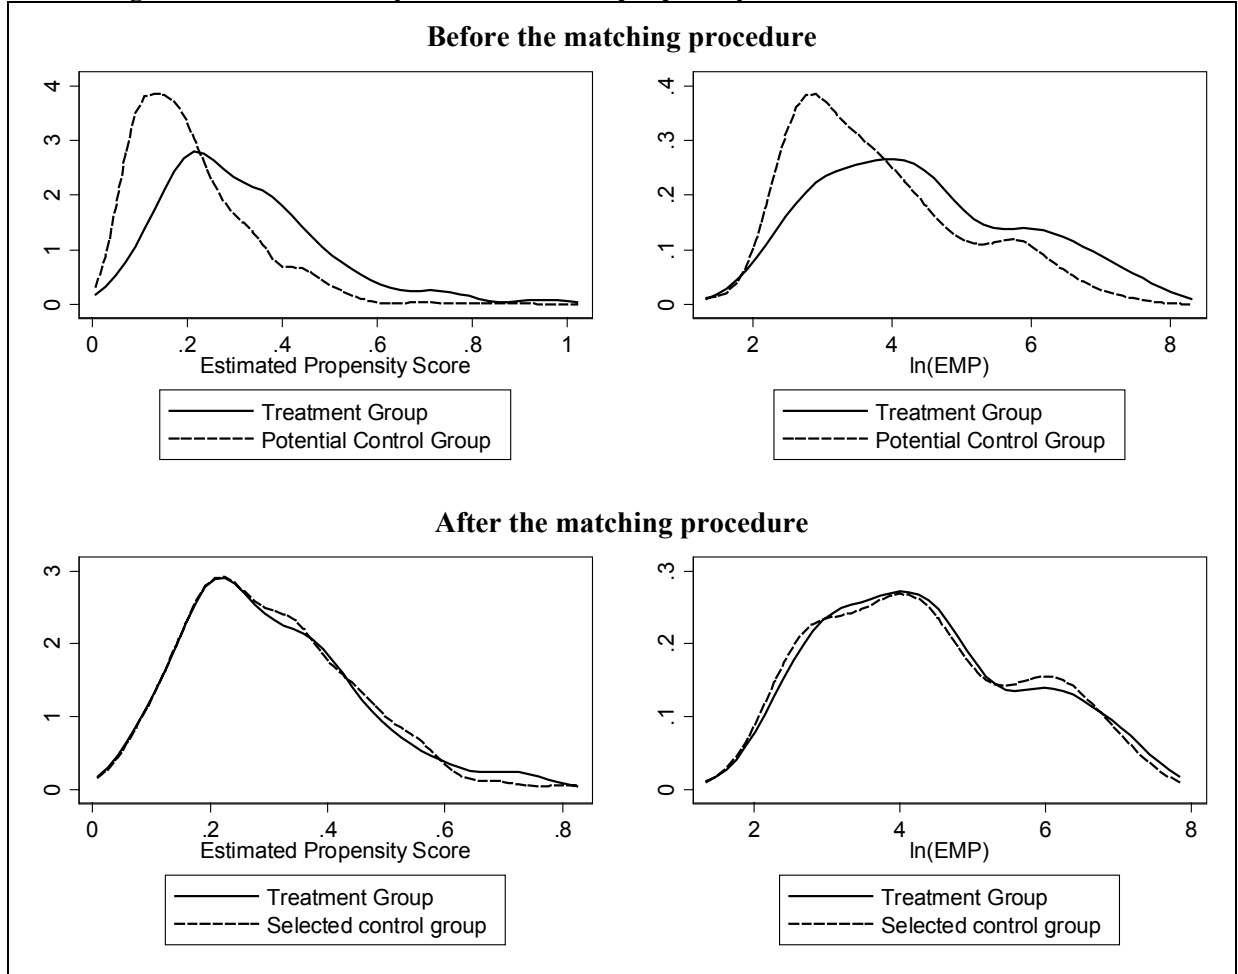 Before the matching procedure
4
3
2
1
0
0 .2 .4 .6 .8 1
Estimated Propensity Score
Treatment Group
Potential Control Group
.4
.3
.2
.1
0
2 4 6 8
ln(EMP)
Treatment Group
Potential Control Group
After the matching procedure
3
2
1
0
0 .2 .4 .6 .8
Estimated Propensity Score
Treatment Group
Selected control group
.3
.2
.1
0
2 4 6 8
ln(EMP)
Treatment Group
Selected control group